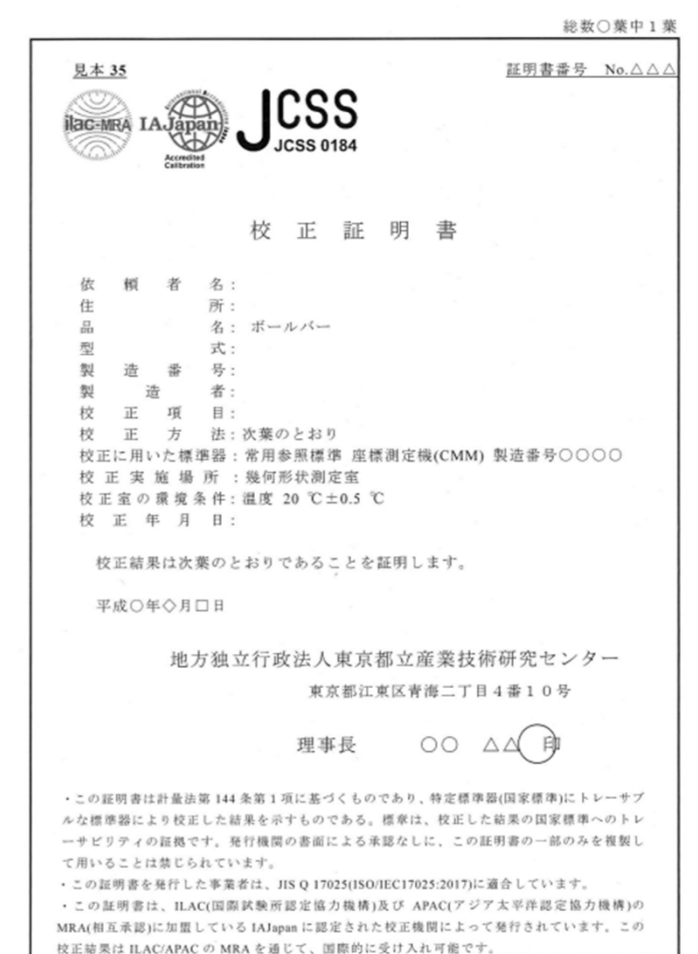 総数○葉中1葉
見本 35
証明書番号 No.△△△
ilac-MRA
IAJapan
Accredited
Calibration
JCSS
JCSS 0184
校正証明書
依頼者名：
住所：
品名： ボールバー
型式：
製造番号：
製造者：
校正項目：
校正方法：次葉のとおり
校正に用いた標準器：常用参照標準 座標測定機(CMM) 製造番号○○○○
校正実施場所：幾何形状測定室
校正室の環境条件：温度 20 ℃±0.5 ℃
校正年月日：
校正結果は次葉のとおりであることを証明します。
平成○年◇月□日
地方独立行政法人東京都立産業技術研究センター
東京都江東区青海二丁目4番10号
理事長 ○○ △△ 印
・この証明書は計量法第144条第1項に基づくものであり、特定標準器(国家標準)にトレーサブ
ルな標準器により校正した結果を示すものである。標章は、校正した結果の国家標準へのトレ
ーサビリティの証拠です。発行機関の書面による承認なしに、この証明書の一部のみを複製し
て用いることは禁じられています。
・この証明書を発行した事業者は、JIS Q 17025(ISO/IEC17025:2017)に適合しています。
・この証明書は、ILAC(国際試験所認定協力機構)及び APAC(アジア太平洋認定協力機構)の
MRA(相互承認)に加盟している IAJapan に認定された校正機関によって発行されています。この
校正結果は ILAC/APAC の MRA を通じて、国際的に受け入れ可能です。